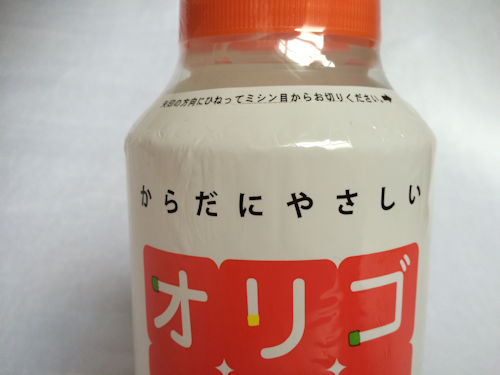 矢印の方向にひねってミシン目からお切りください。➡
からだにやさしい
オリゴ